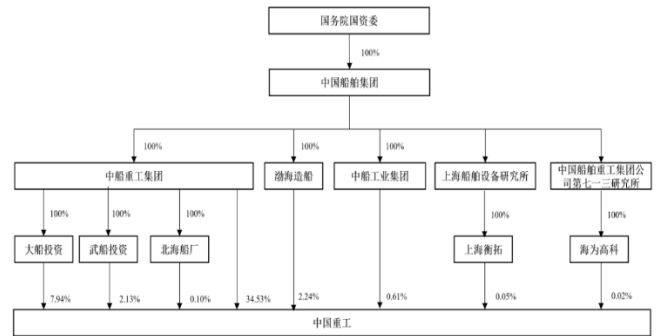 国务院国资委
100%
中国船舶集团
100%
100%
100%
中船重工集团
渤海造船
中船工业集团
上海船舶设备研究所
中国船舶重工集团公
司第七一三研究所
100%
100%
100%
100%
100%
大船投资
武船投资
北海船厂
上海衡拓
海为高科
7.94%
2.13%
0.10%
34.53%
2.24%
0.61%
0.05%
0.02%
中国重工